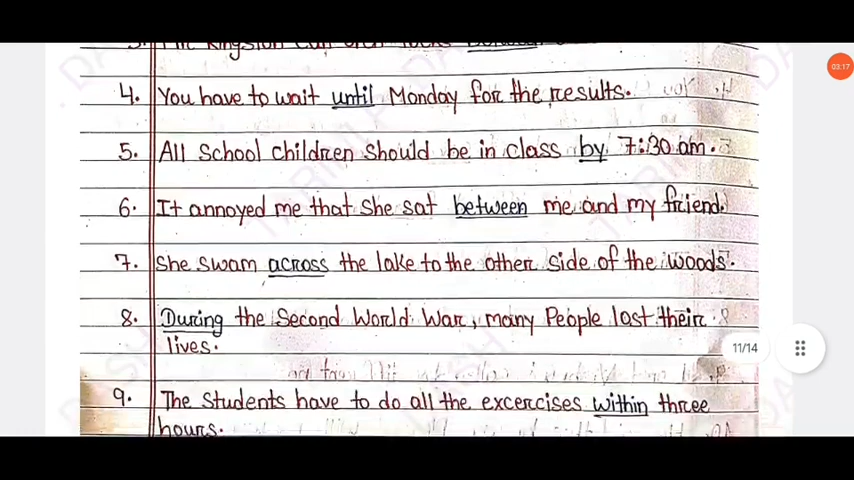 4. You have to wait until Monday for the results.
5. All School children should be in class by 7:30 am.
6. It annoyed me that she sat between me and my friend.
7. She swam across the lake to the other side of the woods.
8. During the Second World War, many People lost their
lives.
9. The students have to do all the excercises within three
hours.
03:17
11/14